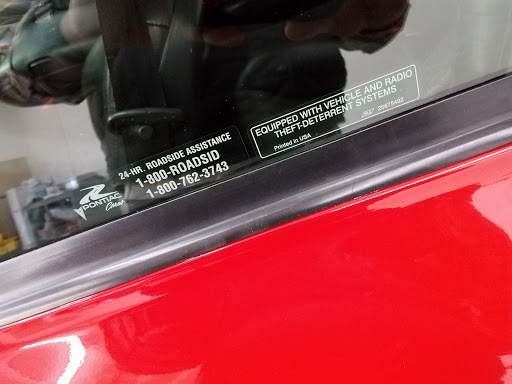 24-HR. ROADSIDE ASSISTANCE
1-800-ROADSID
1-800-762-3743
PONTIAC
Cares
EQUIPPED WITH VEHICLE AND RADIO
THEFT-DETERRENT SYSTEMS
Printed in USA